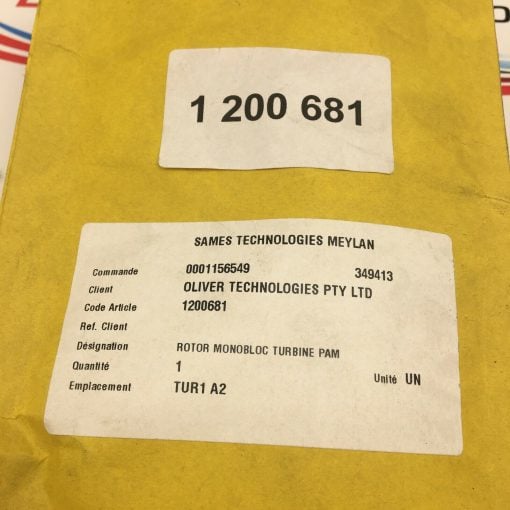 1 200 681
SAMES TECHNOLOGIES MEYLAN
Commande 0001156549 349413
Client OLIVER TECHNOLOGIES PTY LTD
Code Article 1200681
Ref. Client
Désignation ROTOR MONOBLOC TURBINE PAM
Quantité 1 Unité UN
Emplacement TUR1 A2